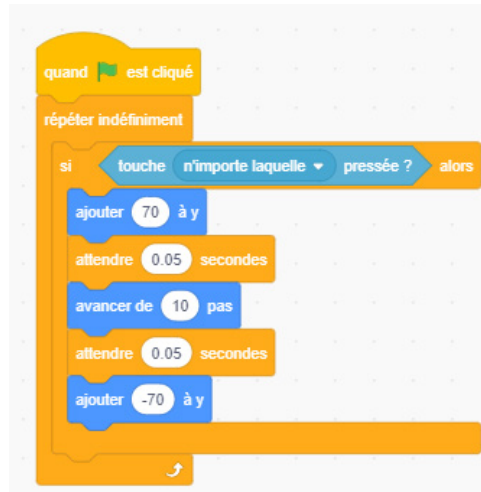 quand est cliqué
répéter indéfiniment
si touche n'importe laquelle pressée ? alors
ajouter 70 à y
attendre 0.05 secondes
avancer de 10 pas
attendre 0.05 secondes
ajouter -70 à y